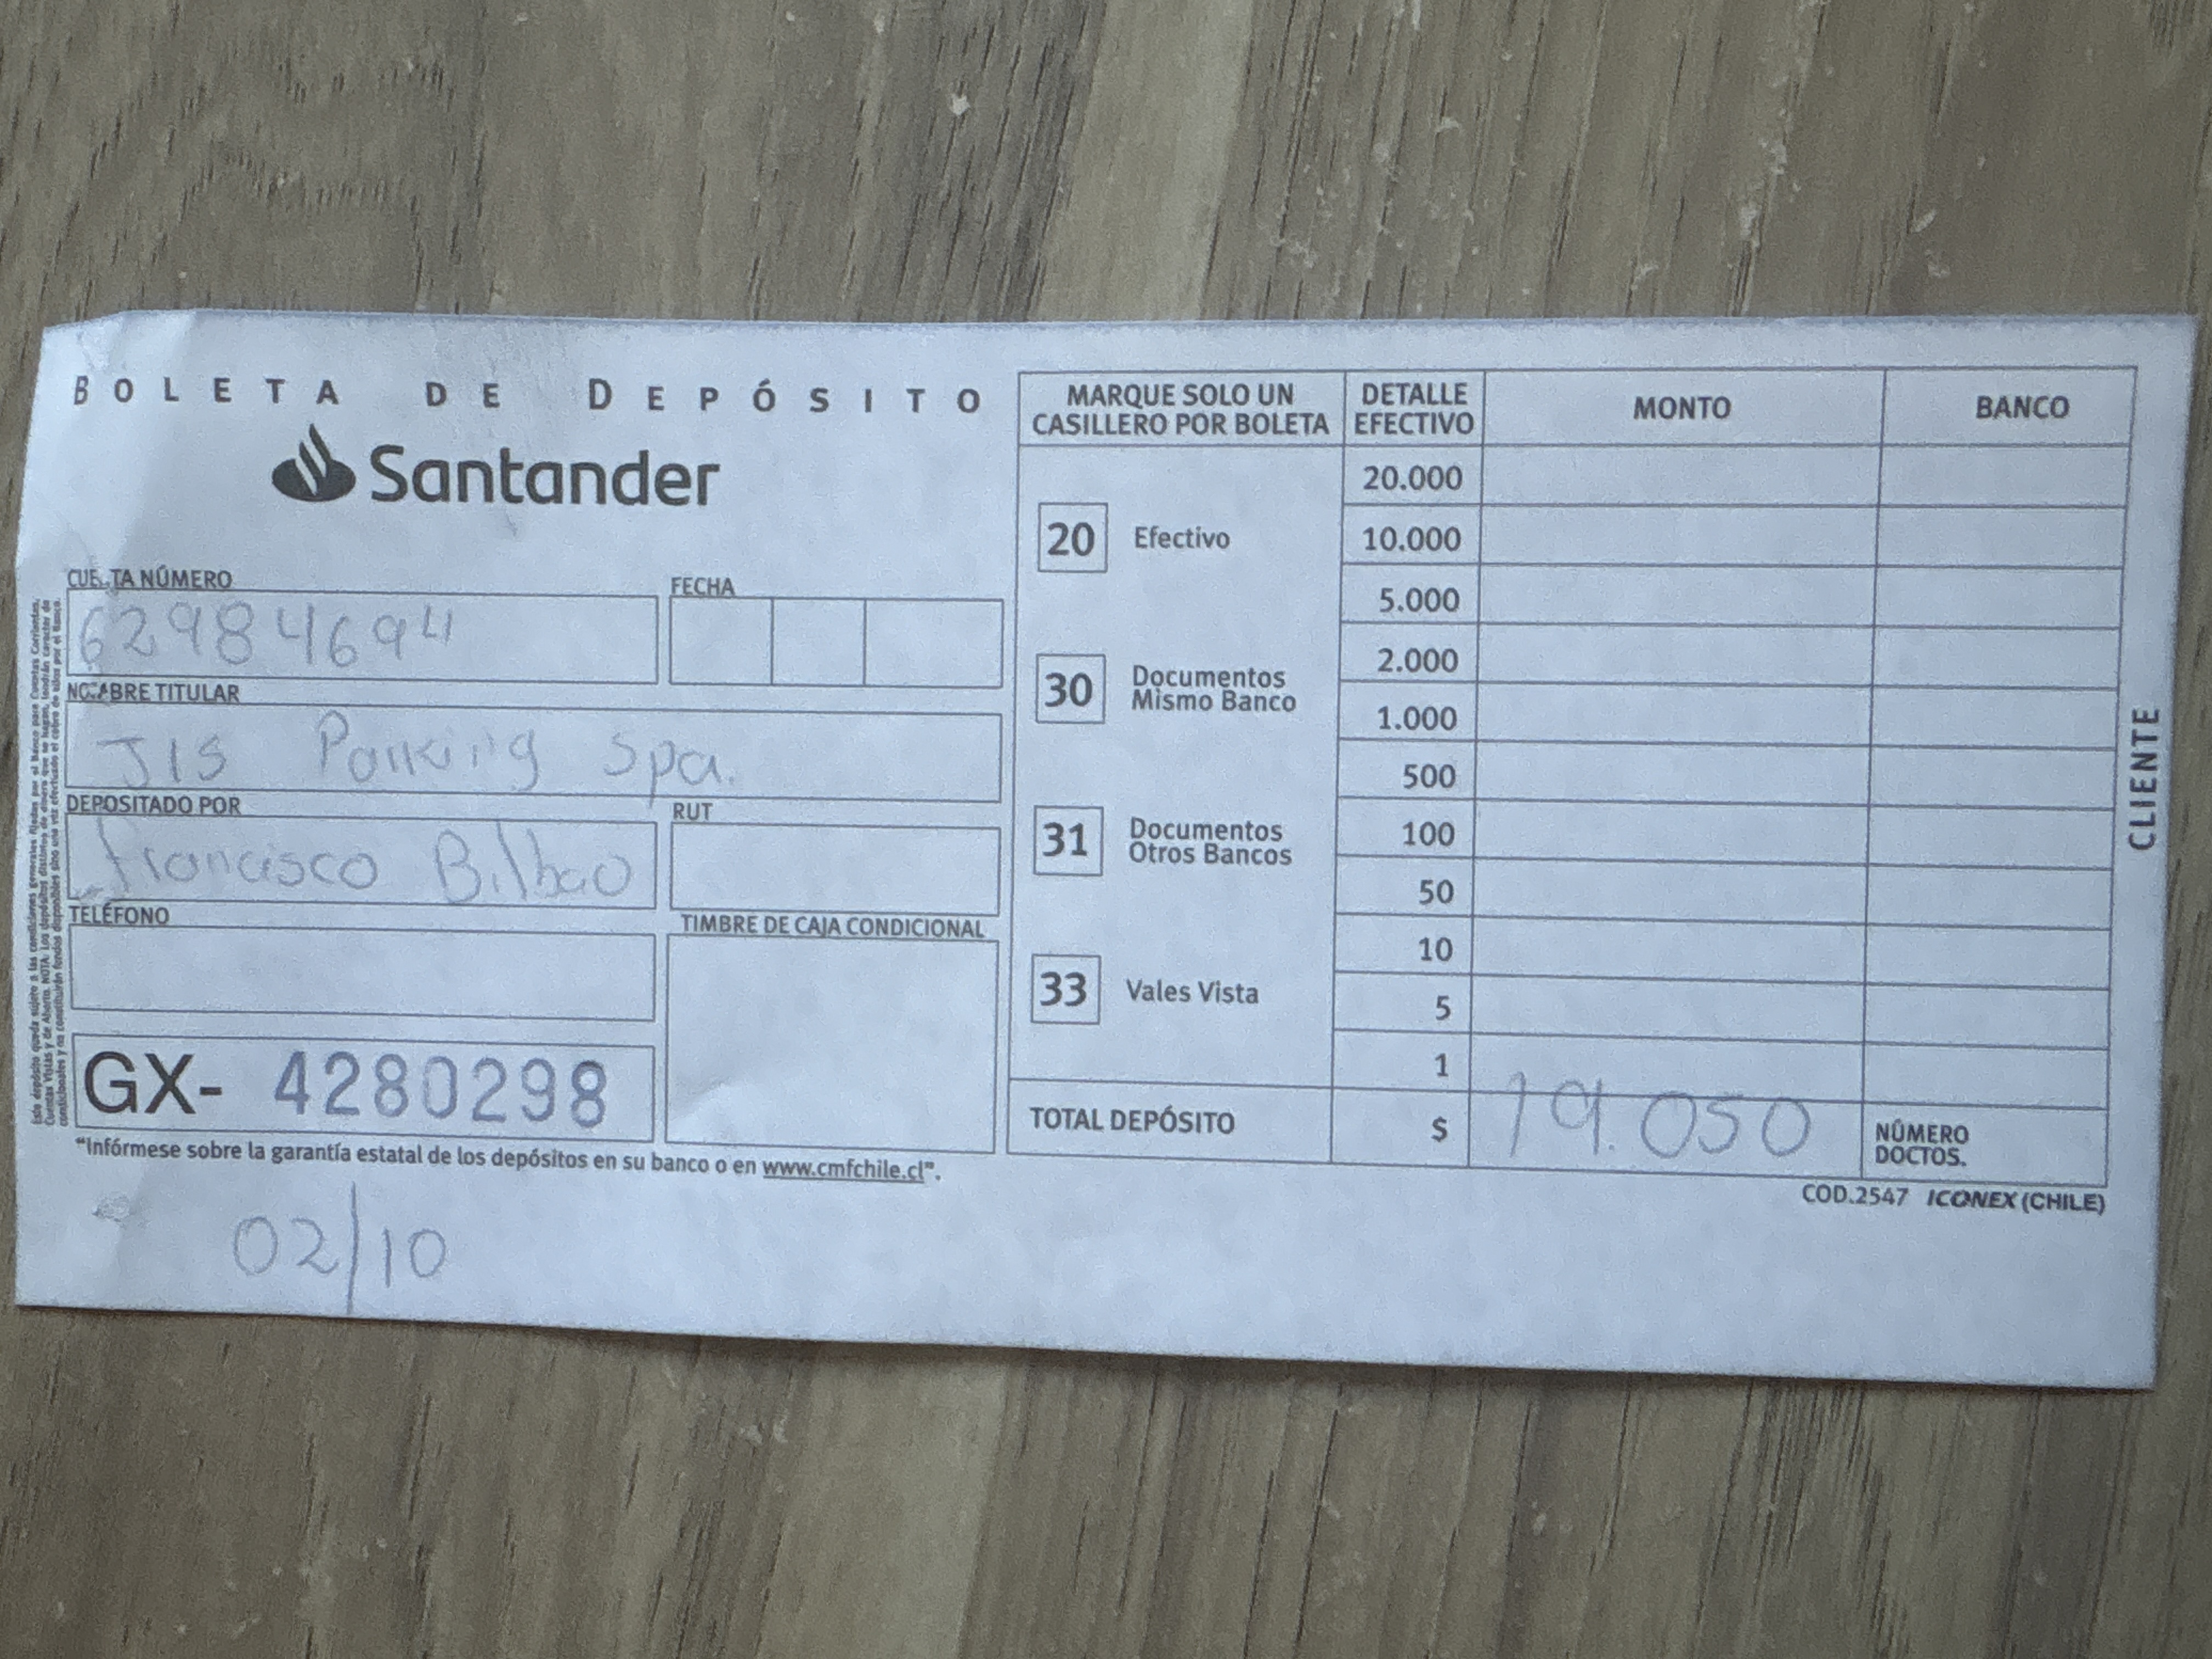 BOLETA DE DEPÓSITO
Santander
CUENTA NÚMERO
62984694
FECHA
NOMBRE TITULAR
JIS Parking Spa.
DEPOSITADO POR
Francisco Bilbao
RUT
TELÉFONO
TIMBRE DE CAJA CONDICIONAL
GX- 4280298
"Infórmese sobre la garantía estatal de los depósitos en su banco o en www.cmfchile.cl".
02/10
MARQUE SOLO UN
CASILLERO POR BOLETA
20 Efectivo
30 Documentos
Mismo Banco
31 Documentos
Otros Bancos
33 Vales Vista
DETALLE
EFECTIVO
MONTO
BANCO
20.000
10.000
5.000
2.000
1.000
500
100
50
10
5
1
TOTAL DEPÓSITO $ 19.050
NÚMERO
DOCTOS.
COD.2547 ICONEX (CHILE)
CLIENTE